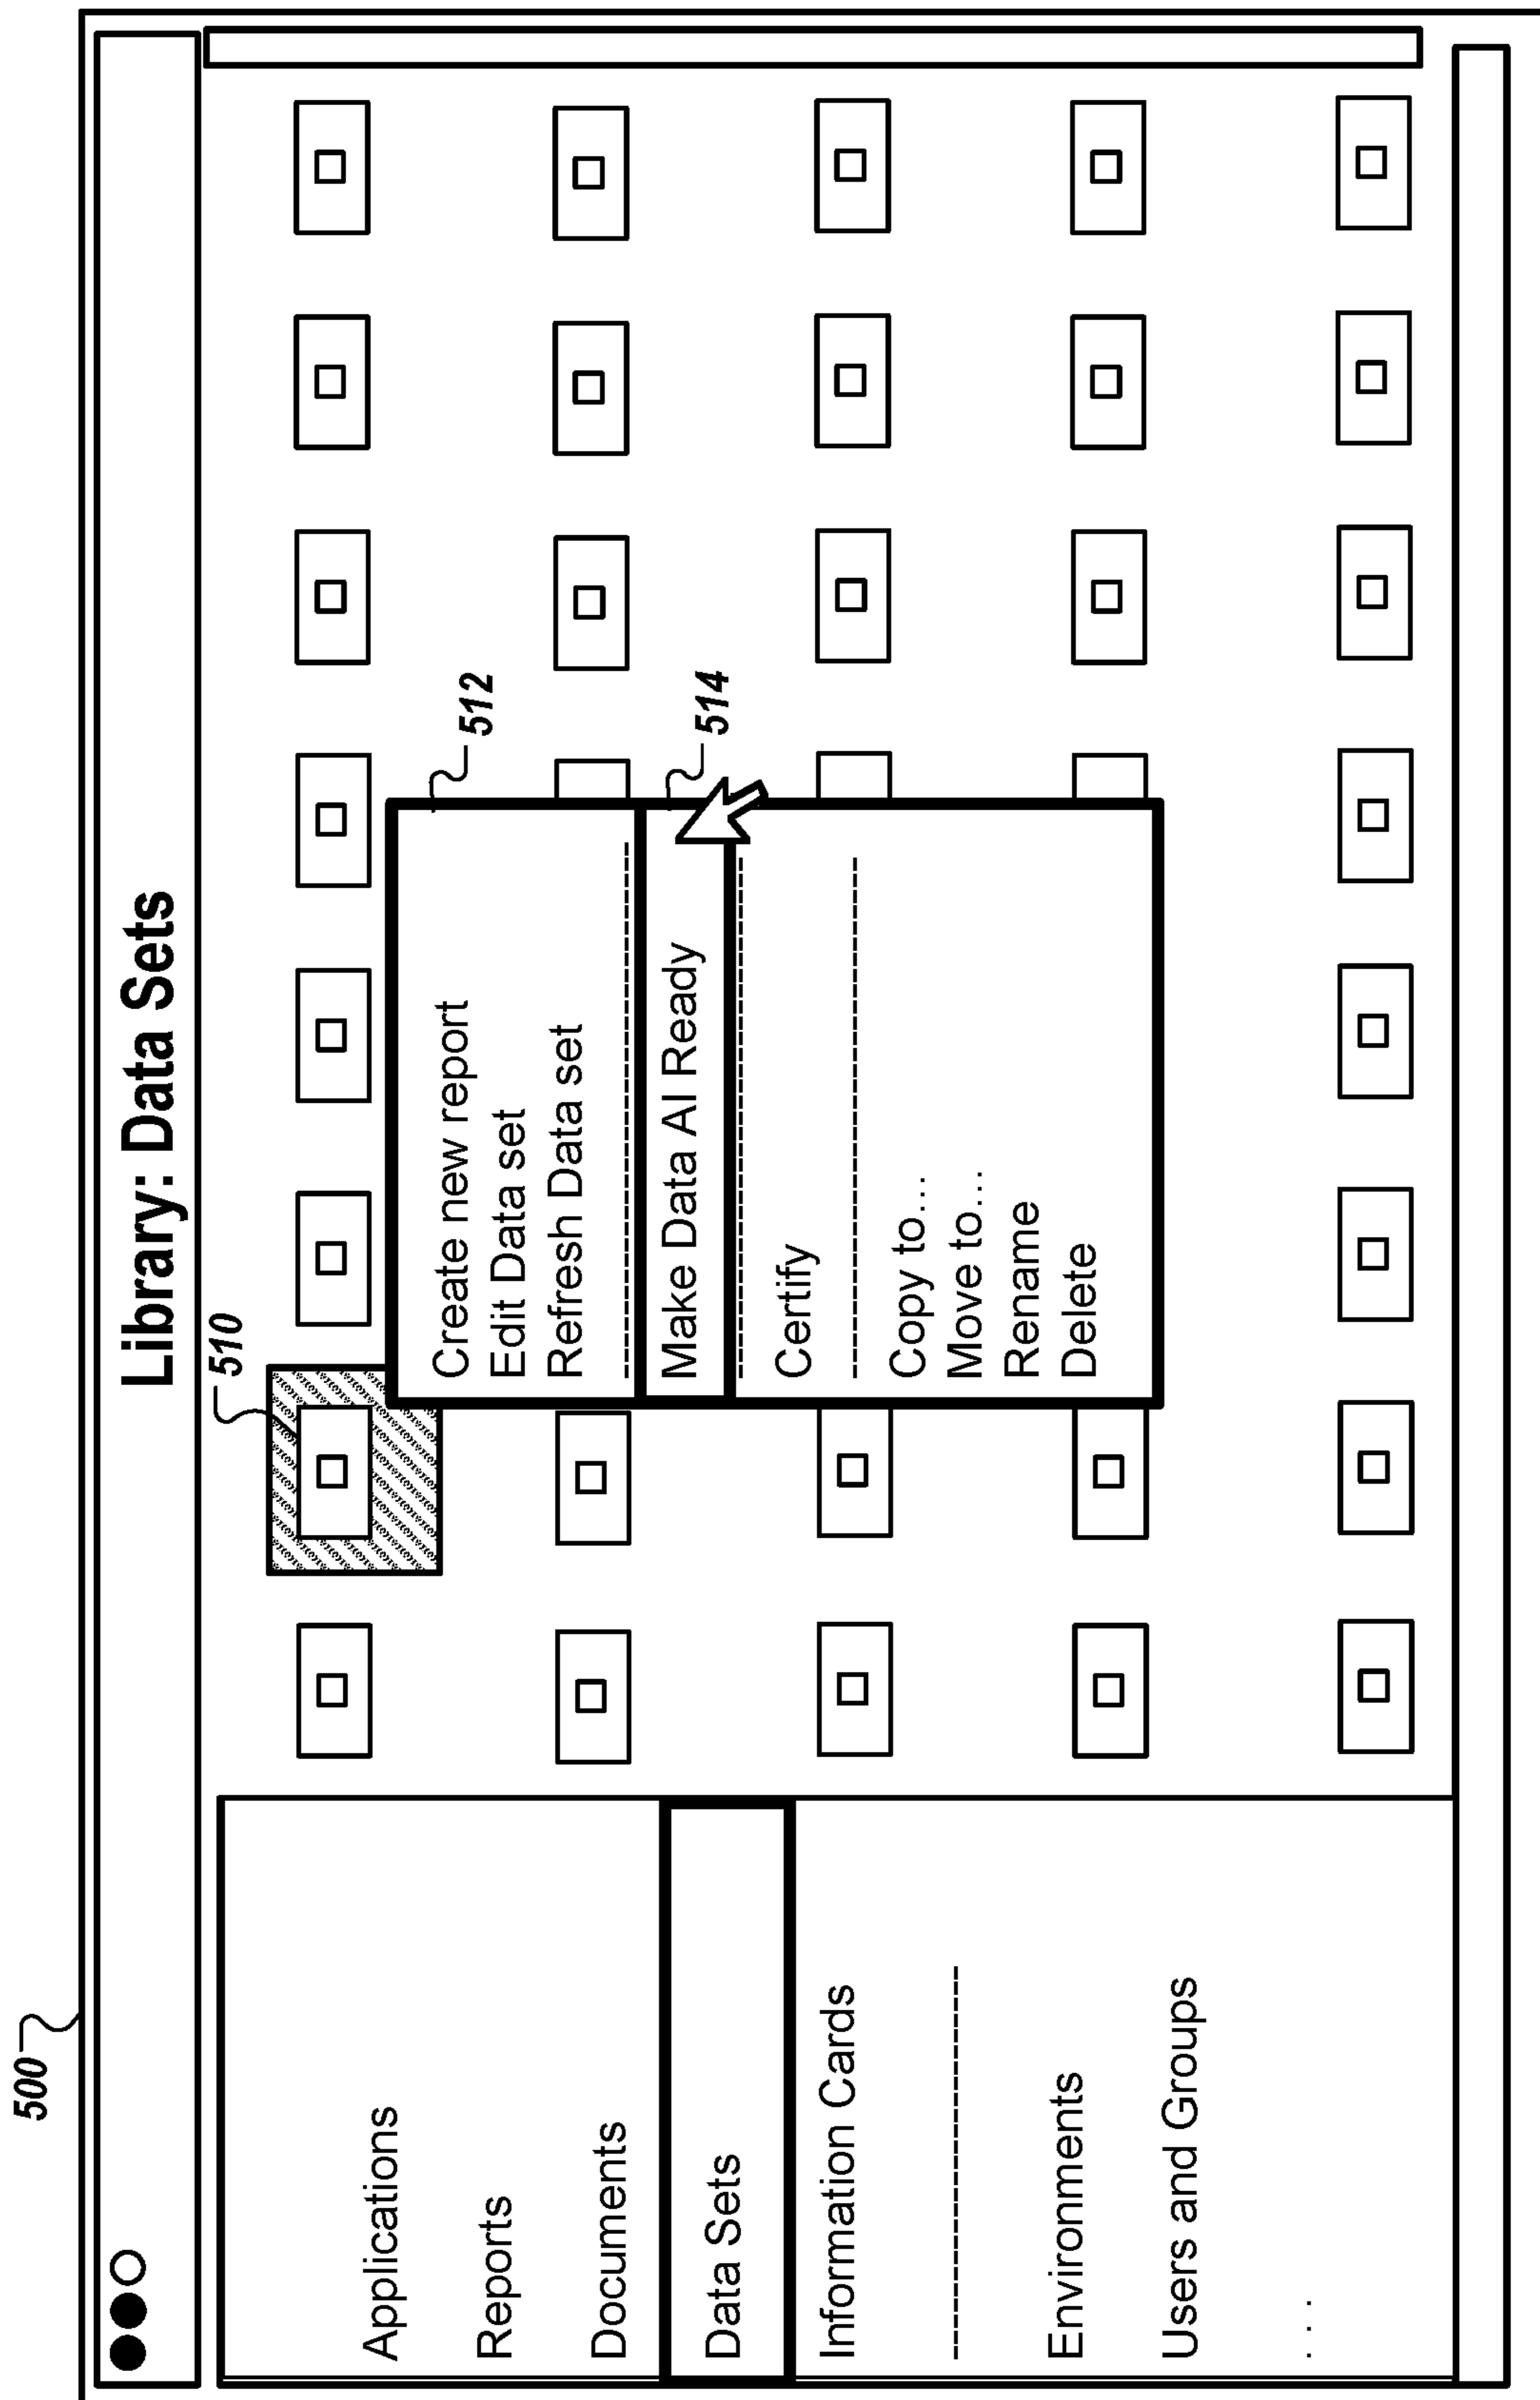 500
Library: Data Sets
Applications
Reports
Documents
Data Sets
Information Cards
Environments
Users and Groups
. . . .
510
512
Create new report
Edit Data set
Refresh Data set
514
Make Data AI Ready
Certify
Copy to...
Move to...
Rename
Delete